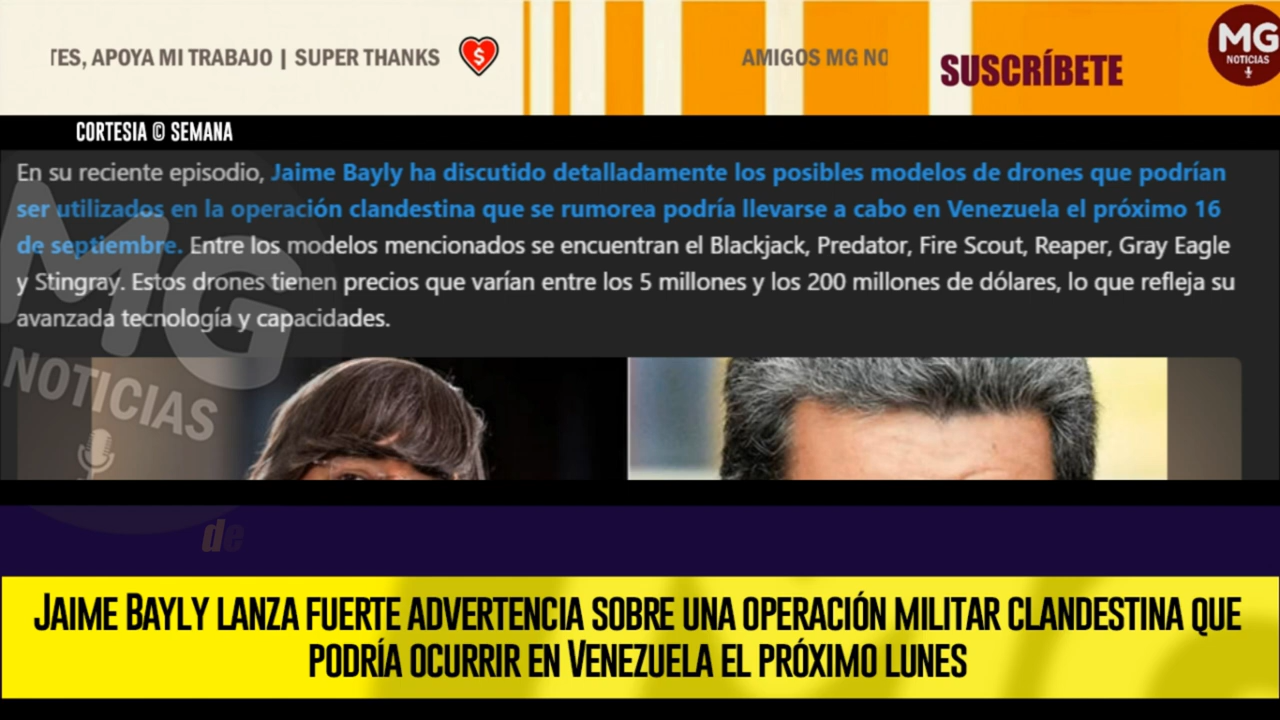 TES, APOYA MI TRABAJO | SUPER THANKS
AMIGOS MG NO
SUSCRÍBETE
MG
NOTICIAS
CORTESIA © SEMANA
En su reciente episodio, Jaime Bayly ha discutido detalladamente los posibles modelos de drones que podrían
ser utilizados en la operación clandestina que se rumorea podría llevarse a cabo en Venezuela el próximo 16
de septiembre. Entre los modelos mencionados se encuentran el Blackjack, Predator, Fire Scout, Reaper, Gray Eagle
y Stingray. Estos drones tienen precios que varían entre los 5 millones y los 200 millones de dólares, lo que refleja su
avanzada tecnología y capacidades.
MG
NOTICIAS
de
JAIME BAYLY LANZA FUERTE ADVERTENCIA SOBRE UNA OPERACIÓN MILITAR CLANDESTINA QUE
PODRÍA OCURRIR EN VENEZUELA EL PRÓXIMO LUNES